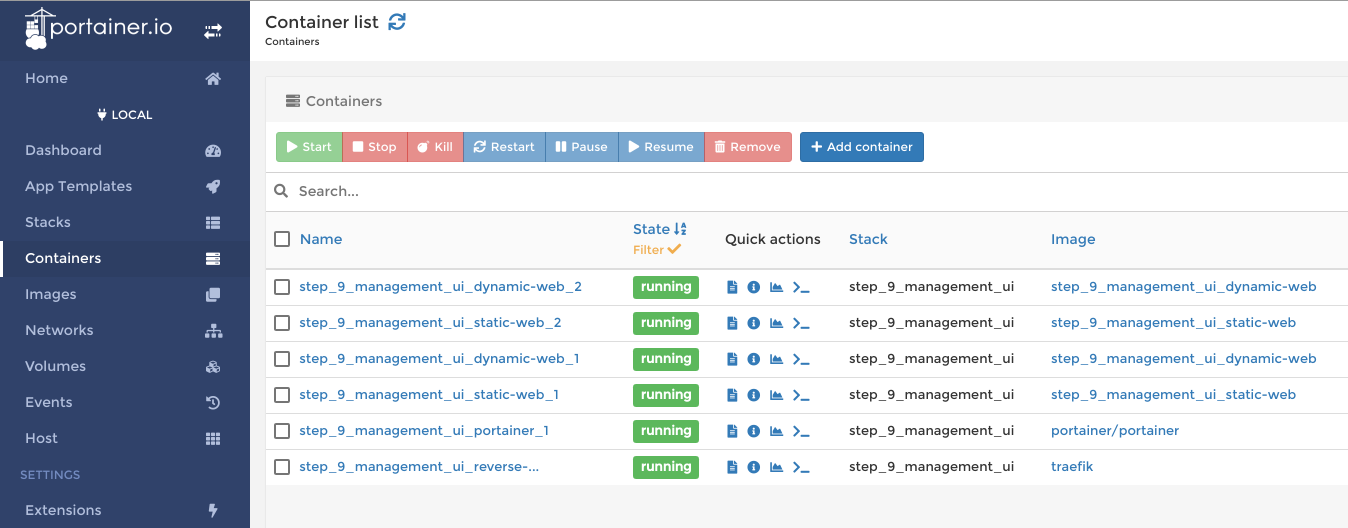 portainer.io
Home
LOCAL
Dashboard
App Templates
Stacks
Containers
Images
Networks
Volumes
Events
Host
SETTINGS
Extensions
Container list
Containers
Containers
Start Stop Kill Restart Pause Resume Remove Add container
Search...
Name State Filter Quick actions Stack Image
step_9_management_ui_dynamic-web_2 running step_9_management_ui step_9_management_ui_dynamic-web
step_9_management_ui_static-web_2 running step_9_management_ui step_9_management_ui_static-web
step_9_management_ui_dynamic-web_1 running step_9_management_ui step_9_management_ui_dynamic-web
step_9_management_ui_static-web_1 running step_9_management_ui step_9_management_ui_static-web
step_9_management_ui_portainer_1 running step_9_management_ui portainer/portainer
step_9_management_ui_reverse-... running step_9_management_ui traefik